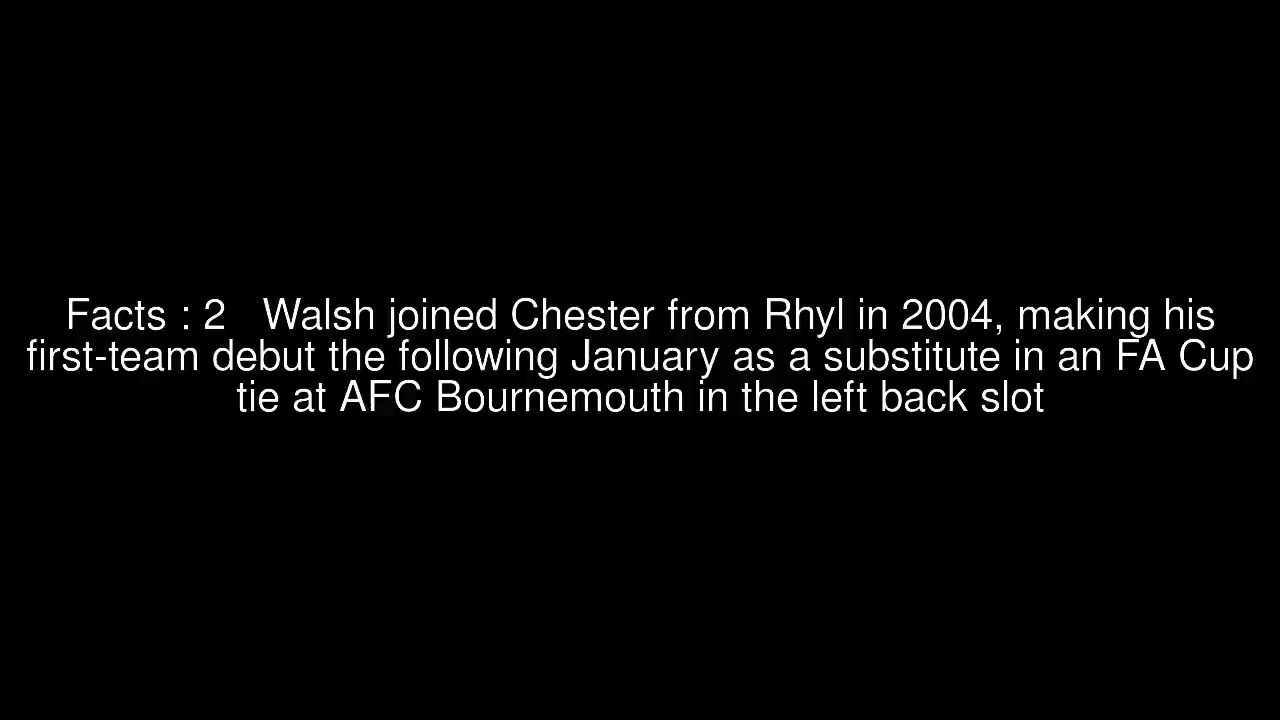 Facts : 2   Walsh joined Chester from Rhyl in 2004, making his
first-team debut the following January as a substitute in an FA Cup
tie at AFC Bournemouth in the left back slot